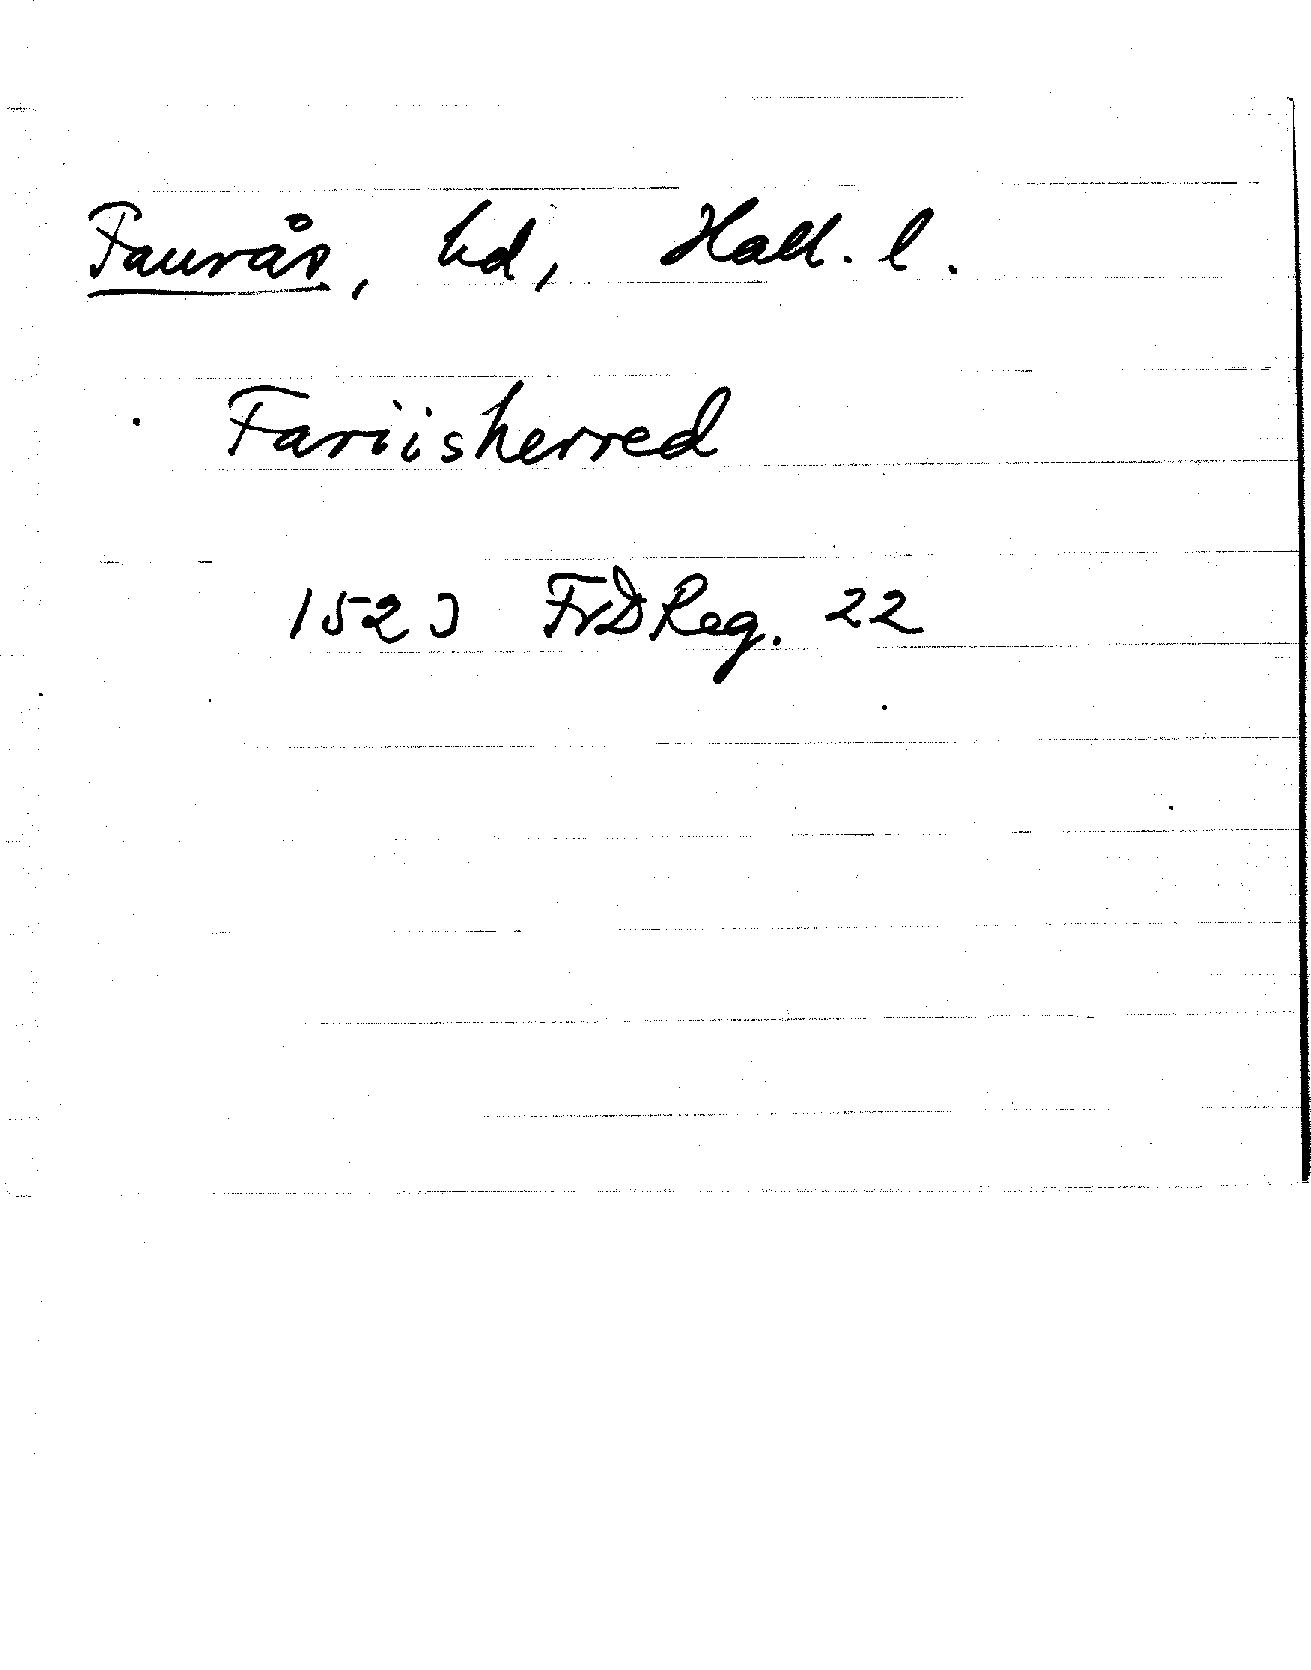 Faurås, hd, Hall. l.
Fariisherred
1523 FrDReg. 22